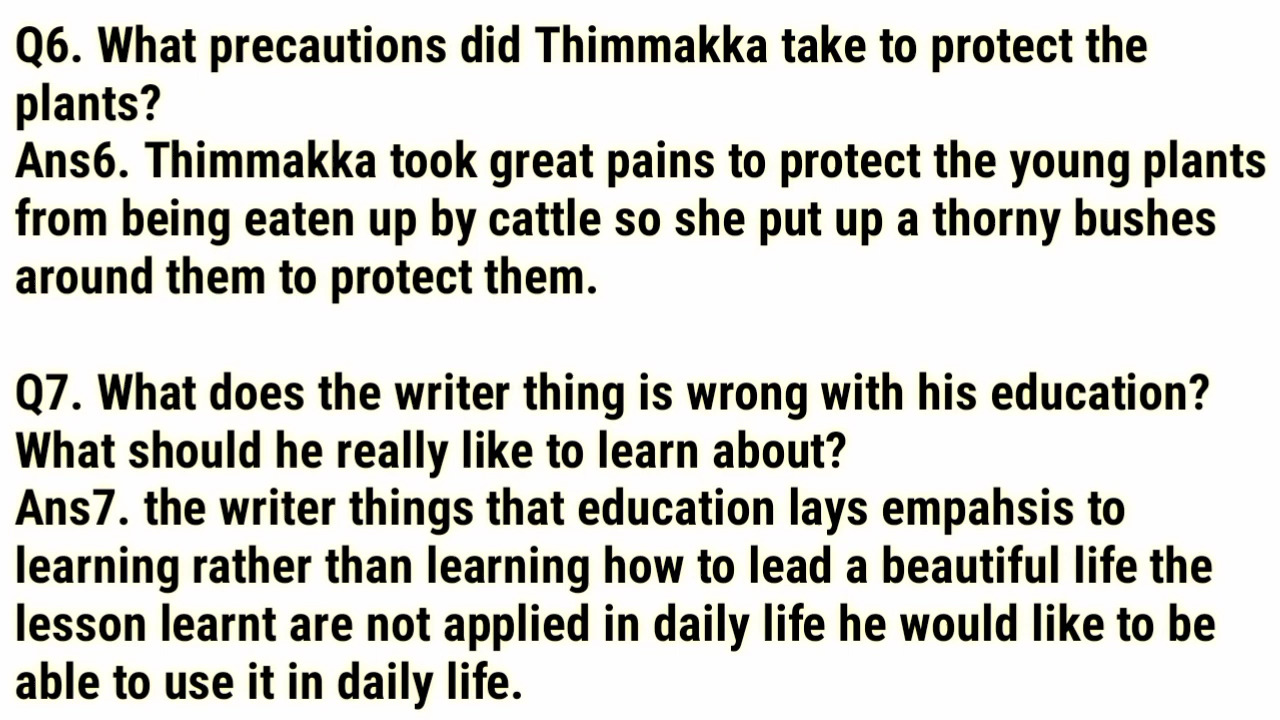 Q6. What precautions did Thimmakka take to protect the
plants?
Ans6. Thimmakka took great pains to protect the young plants
from being eaten up by cattle so she put up a thorny bushes
around them to protect them.
Q7. What does the writer thing is wrong with his education?
What should he really like to learn about?
Ans7. the writer things that education lays empahsis to
learning rather than learning how to lead a beautiful life the
lesson learnt are not applied in daily life he would like to be
able to use it in daily life.